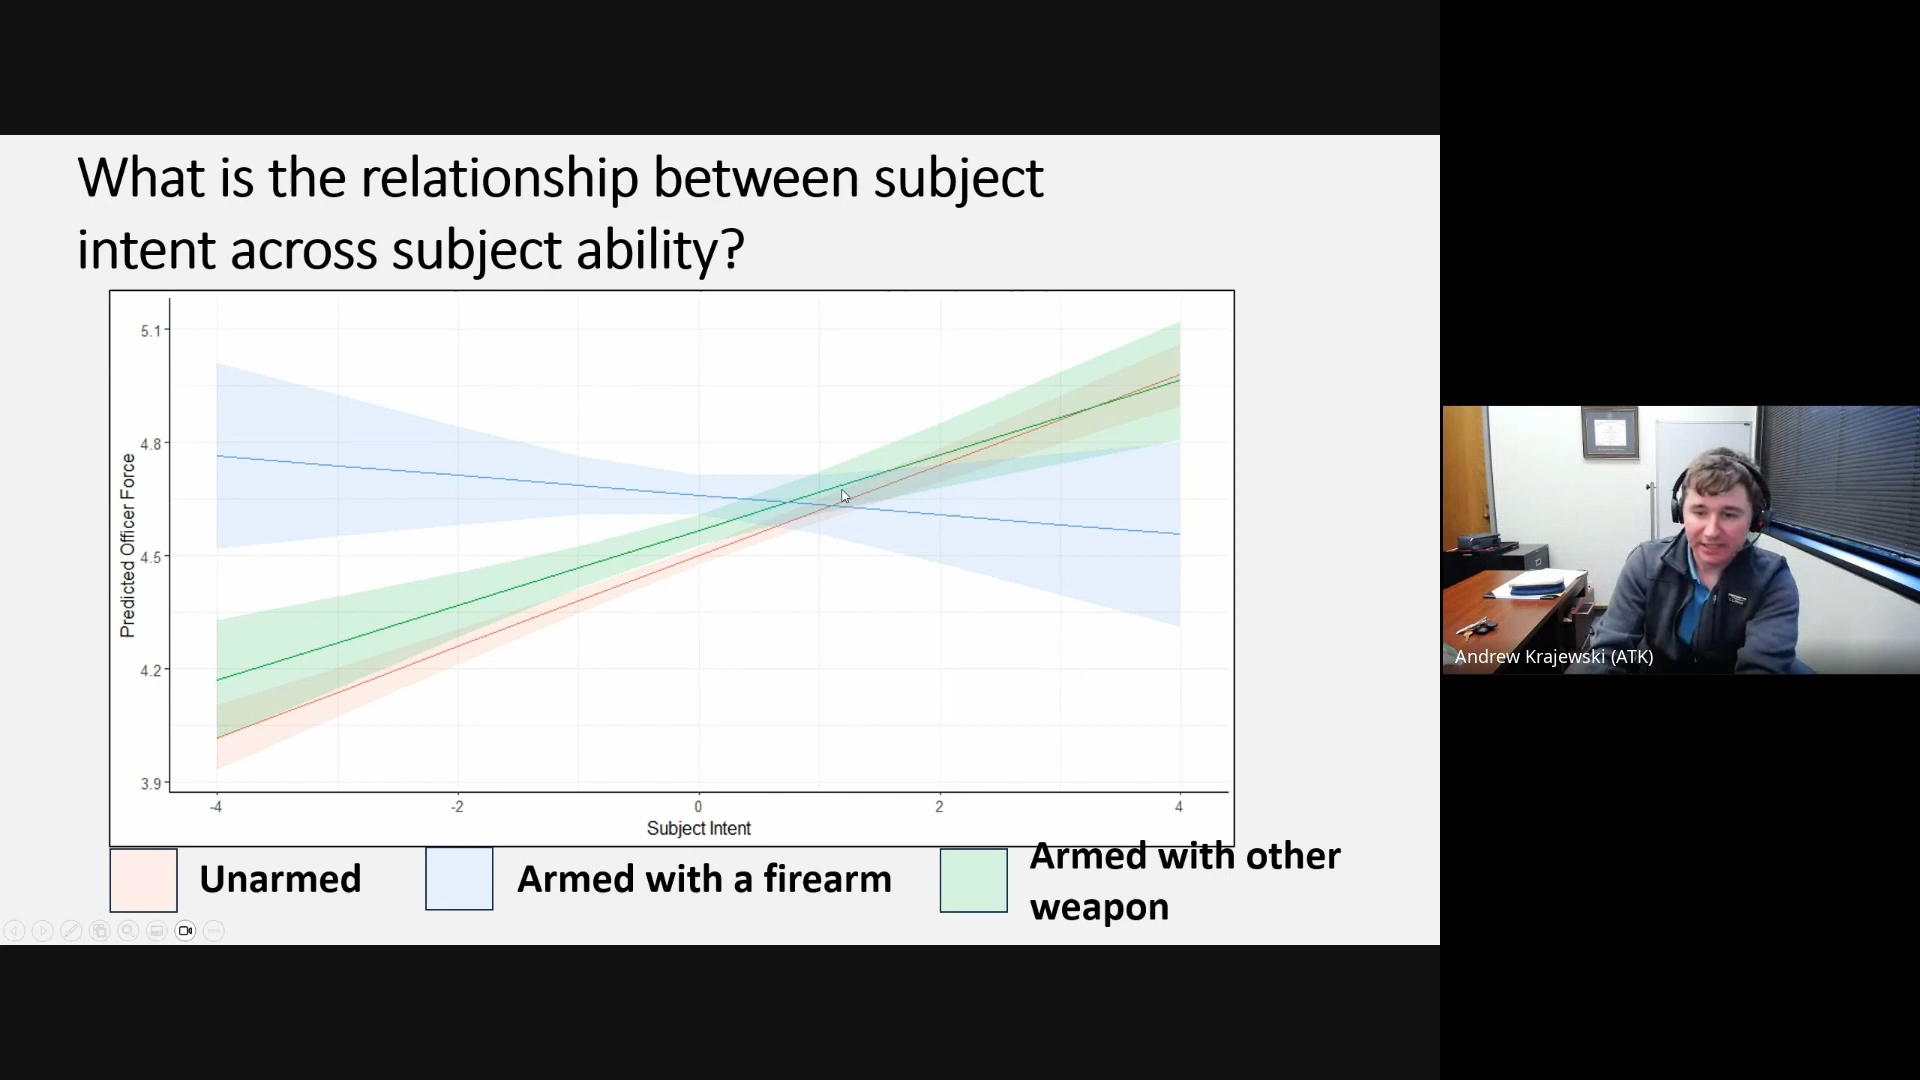 What is the relationship between subject
intent across subject ability?
5.1
4.8
4.5
4.2
3.9
Predicted Officer Force
-4
-2
0
2
4
Subject Intent
Unarmed
Armed with a firearm
Armed with other
weapon
Andrew Krajewski (ATK)